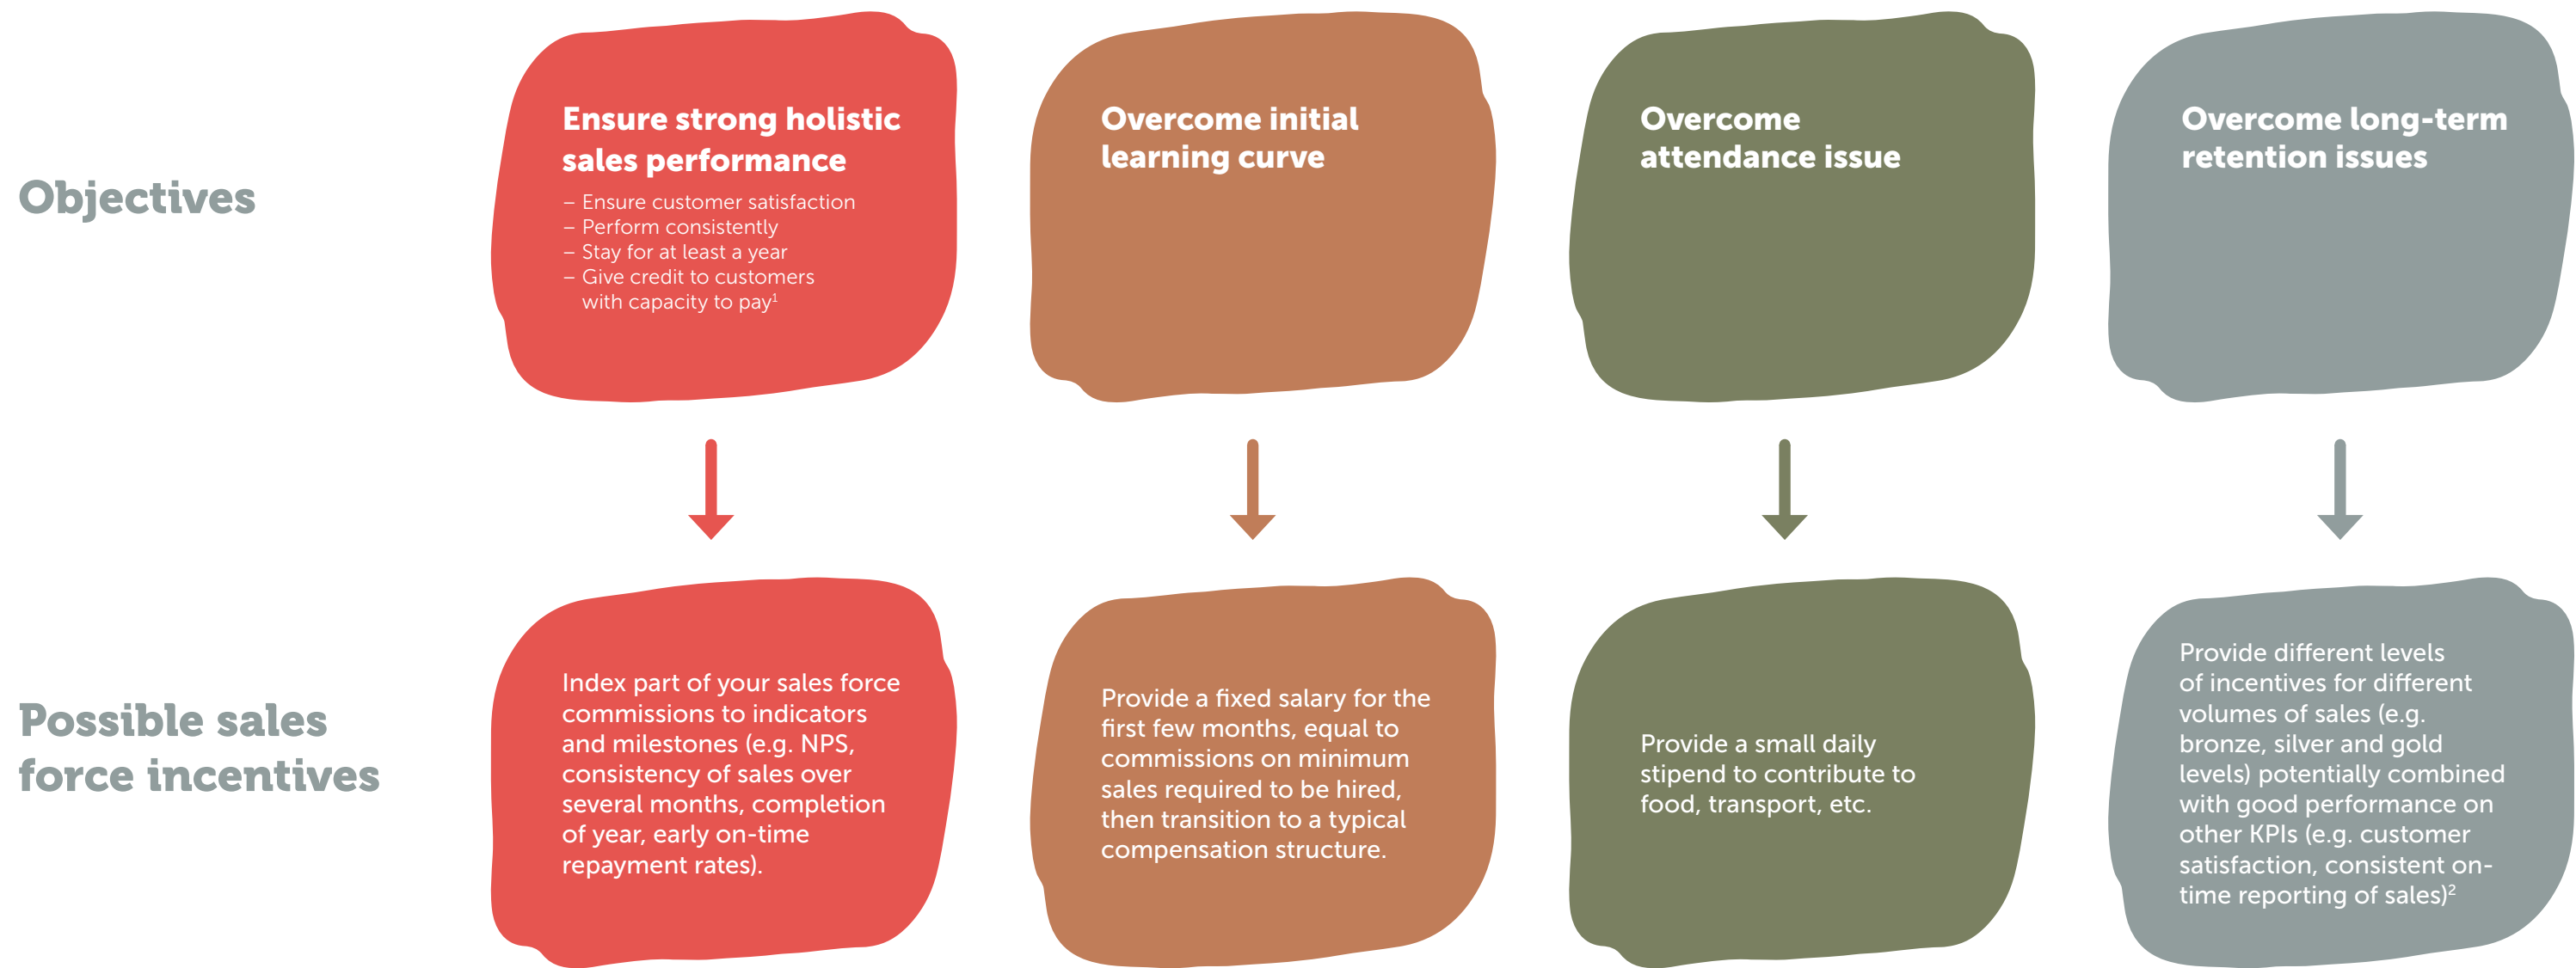 Objectives
Ensure strong holistic
sales performance
– Ensure customer satisfaction
– Perform consistently
– Stay for at least a year
– Give credit to customers
with capacity to pay¹
Overcome initial
learning curve
Overcome
attendance issue
Overcome long-term
retention issues
Possible sales
force incentives
Index part of your sales force
commissions to indicators
and milestones (e.g. NPS,
consistency of sales over
several months, completion
of year, early on-time
repayment rates).
Provide a fixed salary for the
first few months, equal to
commissions on minimum
sales required to be hired,
then transition to a typical
compensation structure.
Provide a small daily
stipend to contribute to
food, transport, etc.
Provide different levels
of incentives for different
volumes of sales (e.g.
bronze, silver and gold
levels) potentially combined
with good performance on
other KPIs (e.g. customer
satisfaction, consistent on-
time reporting of sales)²